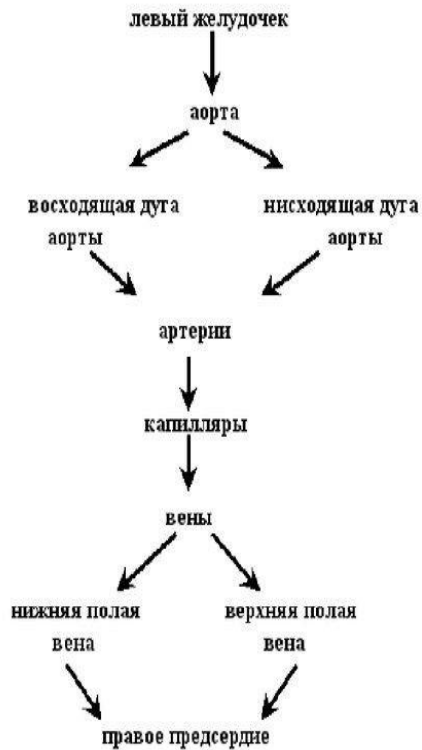 левый желудочек
аорта
восходящая дуга
аорты
нисходящая дуга
аорты
артерии
капилляры
вены
нижняя полая
вена
верхняя полая
вена
правое предсердие